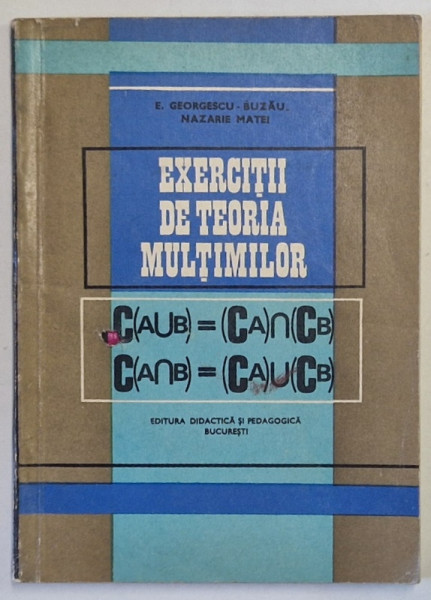 E. GEORGESCU-BUZĂU,
NAZARIE MATEI
EXERCIȚII
DE TEORIA
MULȚIMILOR
C(A∪B) = (CA)∩(CB)
C(A∩B) = (CA)∪(CB)
EDITURA DIDACTICĂ ȘI PEDAGOGICĂ
BUCUREȘTI